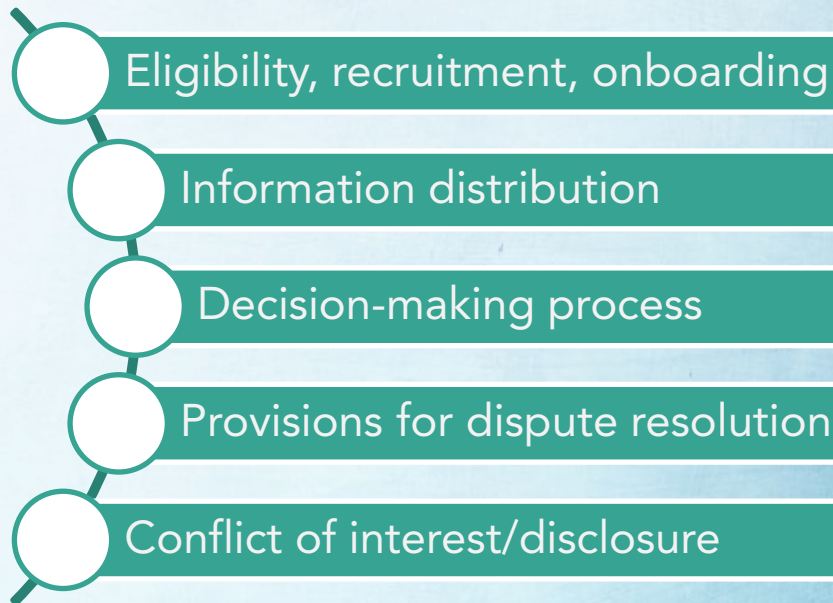 Eligibility, recruitment, onboarding
Information distribution
Decision-making process
Provisions for dispute resolution
Conflict of interest/disclosure